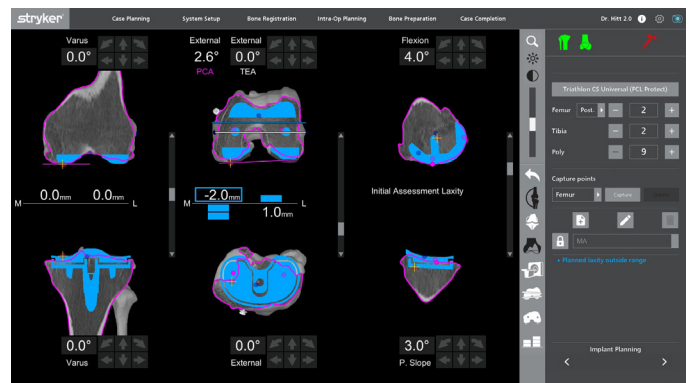 stryker
Case Planning
System Setup
Bone Registration
Intra-Op Planning
Bone Preparation
Case Completion
Dr. Hitt 2.0
Varus
0.0°
External
2.6°
PCA
External
0.0°
TEA
Flexion
4.0°
M
0.0mm
0.0mm
L
M
-2.0mm
1.0mm
L
Initial Assessment Laxity
0.0°
Varus
0.0°
External
3.0°
P. Slope
Triathlon CS Universal (PCL Protect)
Femur Post. - 2 +
Tibia - 2 +
Poly - 9 +
Capture points
Femur Capture
MA
• Planned laxity outside range
Implant Planning
< >